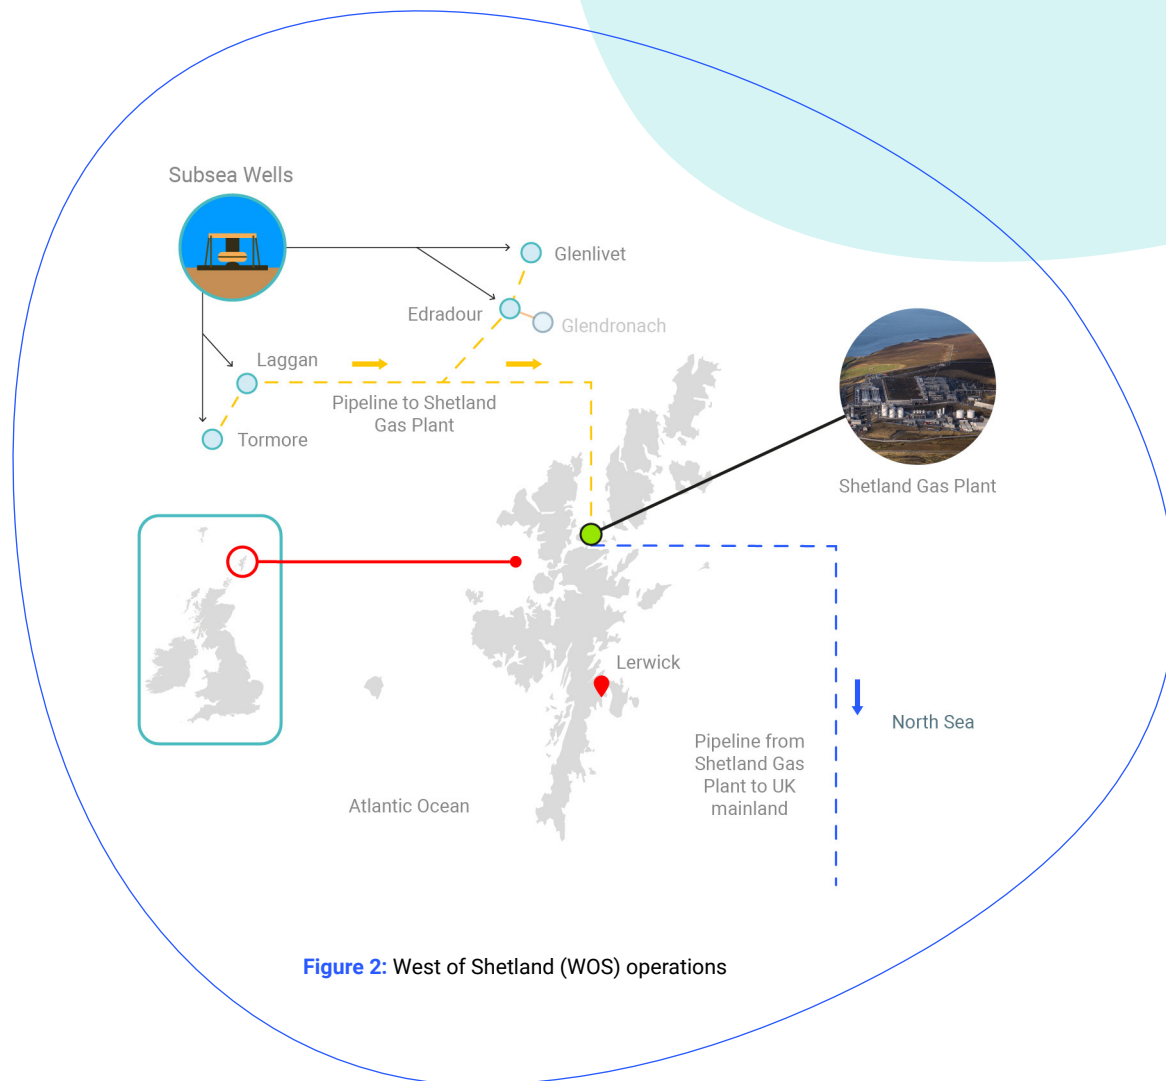 Subsea Wells
Glenlivet
Edradour
Glendronach
Laggan
Pipeline to Shetland
Gas Plant
Tormore
Shetland Gas Plant
Lerwick
North Sea
Pipeline from
Shetland Gas
Plant to UK
mainland
Atlantic Ocean
Figure 2: West of Shetland (WOS) operations